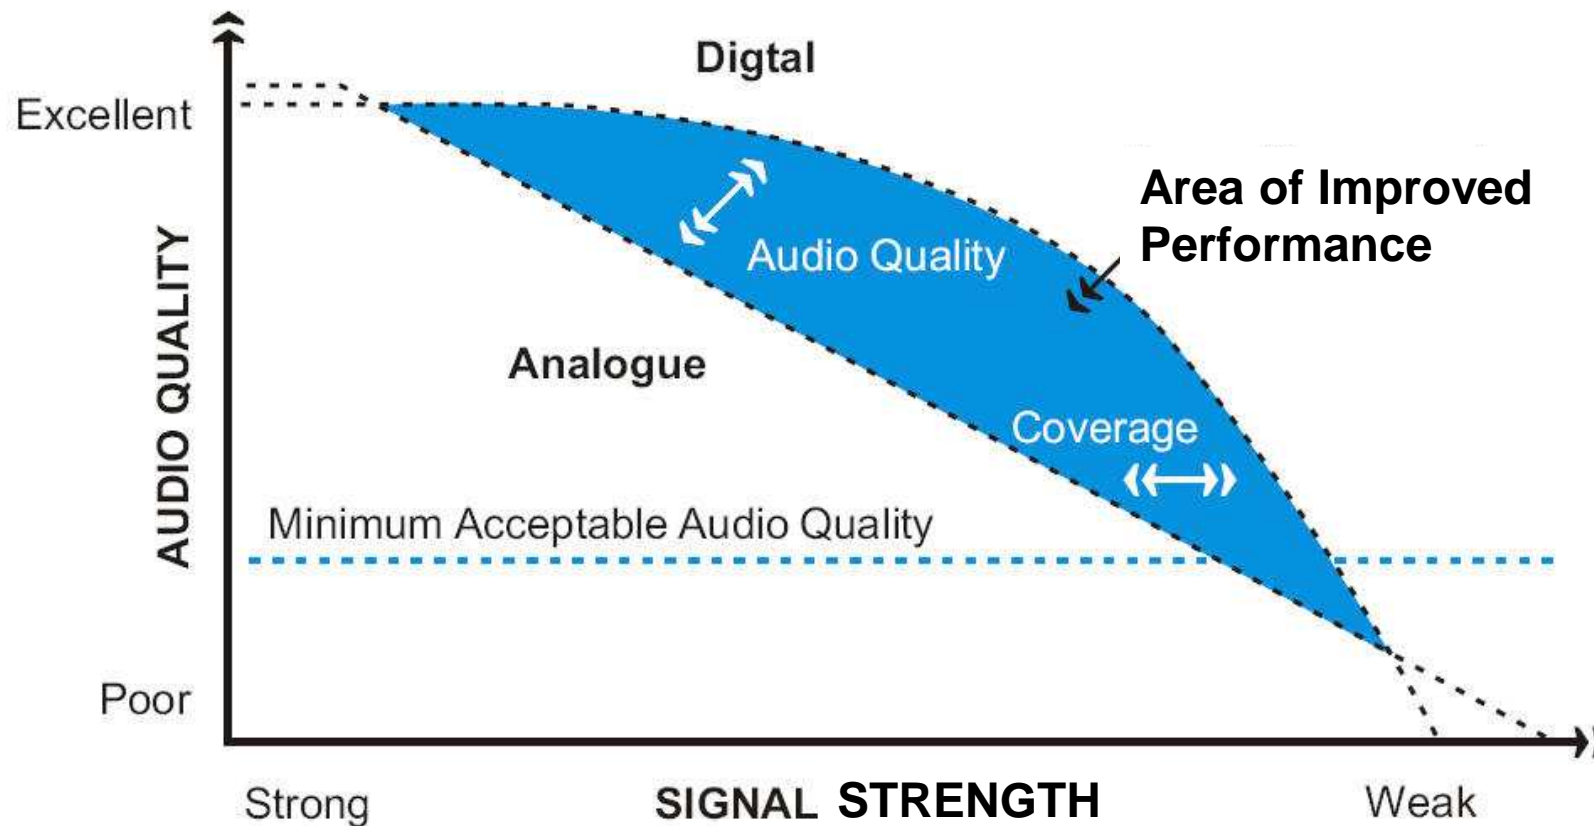 Digtal
Excellent
Area of Improved
Performance
Audio Quality
AUDIO QUALITY
Analogue
Coverage
Minimum Acceptable Audio Quality
Poor
Strong
SIGNAL STRENGTH
Weak